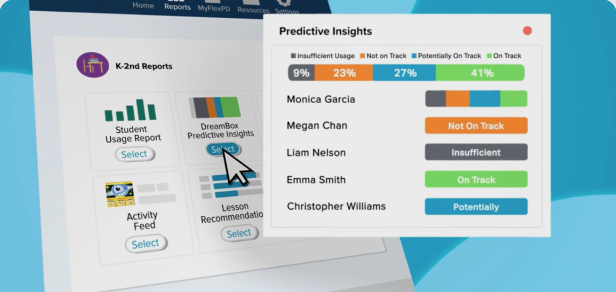 Home Reports MyFlexPD Resources Settings
K-2nd Reports
Student
Usage Report
Select
DreamBox
Predictive Insights
Select
Activity
Feed
Select
Lesson
Select
Predictive Insights
Insufficient Usage Not on Track Potentially On Track On Track
9% 23% 27% 41%
Monica Garcia
Megan Chan Not On Track
Liam Nelson Insufficient
Emma Smith On Track
Christopher Williams Potentially